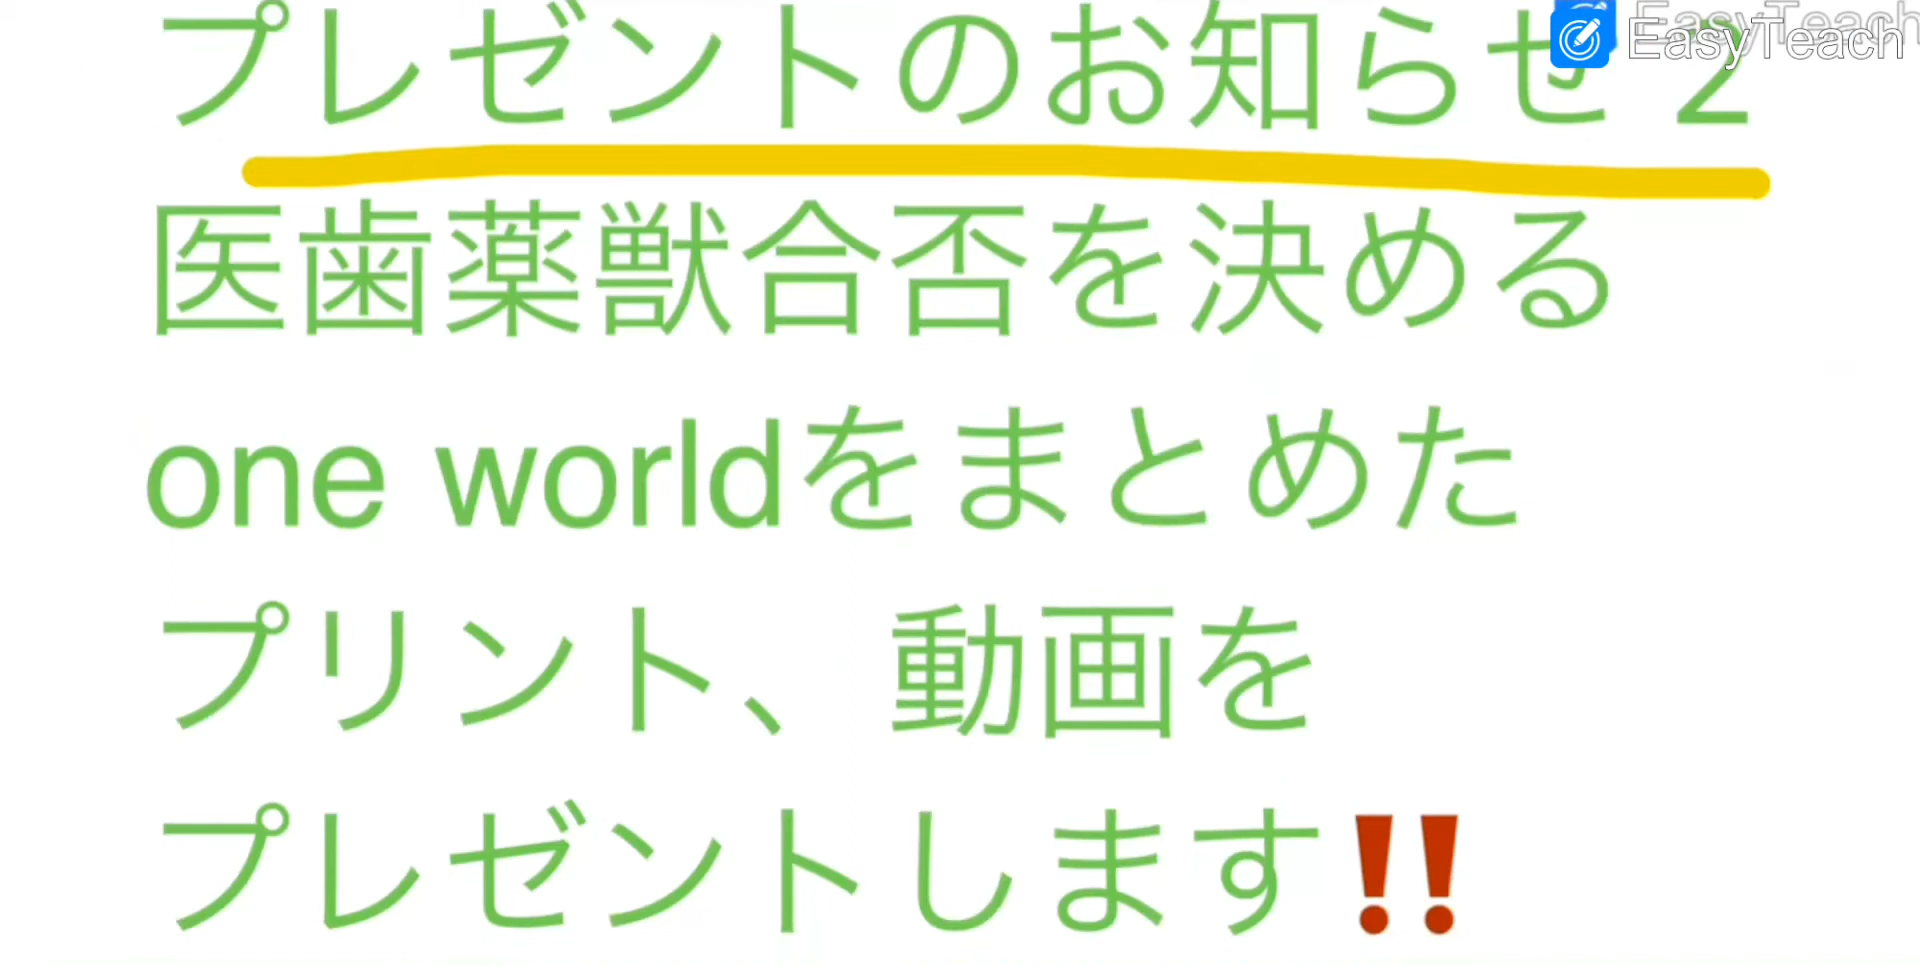 プレゼントのお知らせ 2
EasyTeach
EasyTeach
医歯薬獣合否を決める
one worldをまとめた
プリント、動画を
プレゼントします‼